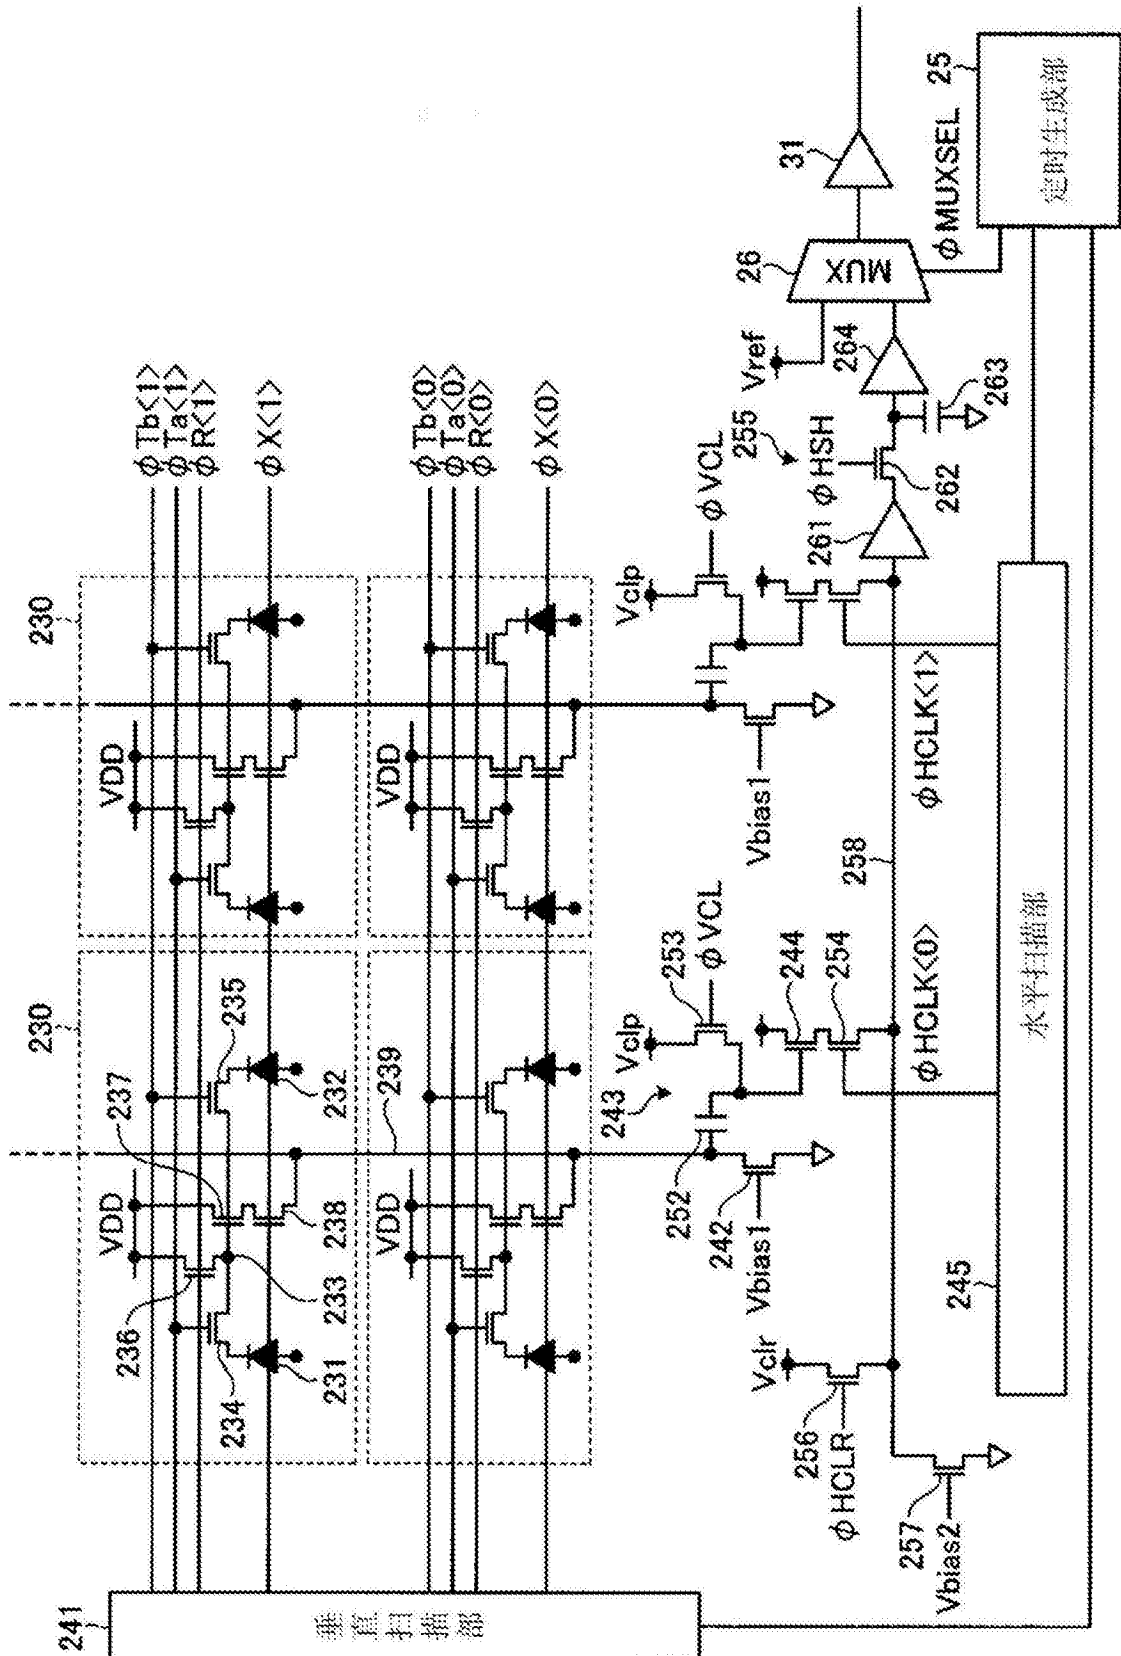 230
230
φTb<1>
φTa<1>
φR<1>
φX<1>
VDD
VDD
237
235
236
234
233
231
238
232
239
φTb<0>
φTa<0>
φR<0>
φX<0>
VDD
VDD
241
垂直扫描部
Vclp
φVCL
253
243
252
242
Vbias1
244
254
φHCLK<0>
Vclp
φVCL
Vbias1
φHCLK<1>
258
Vclr
256
φHCLR
257
Vbias2
245
水平扫描部
255
φHSH
261
262
263
264
Vref
26
MUX
31
φMUXSEL
25
定时生成部